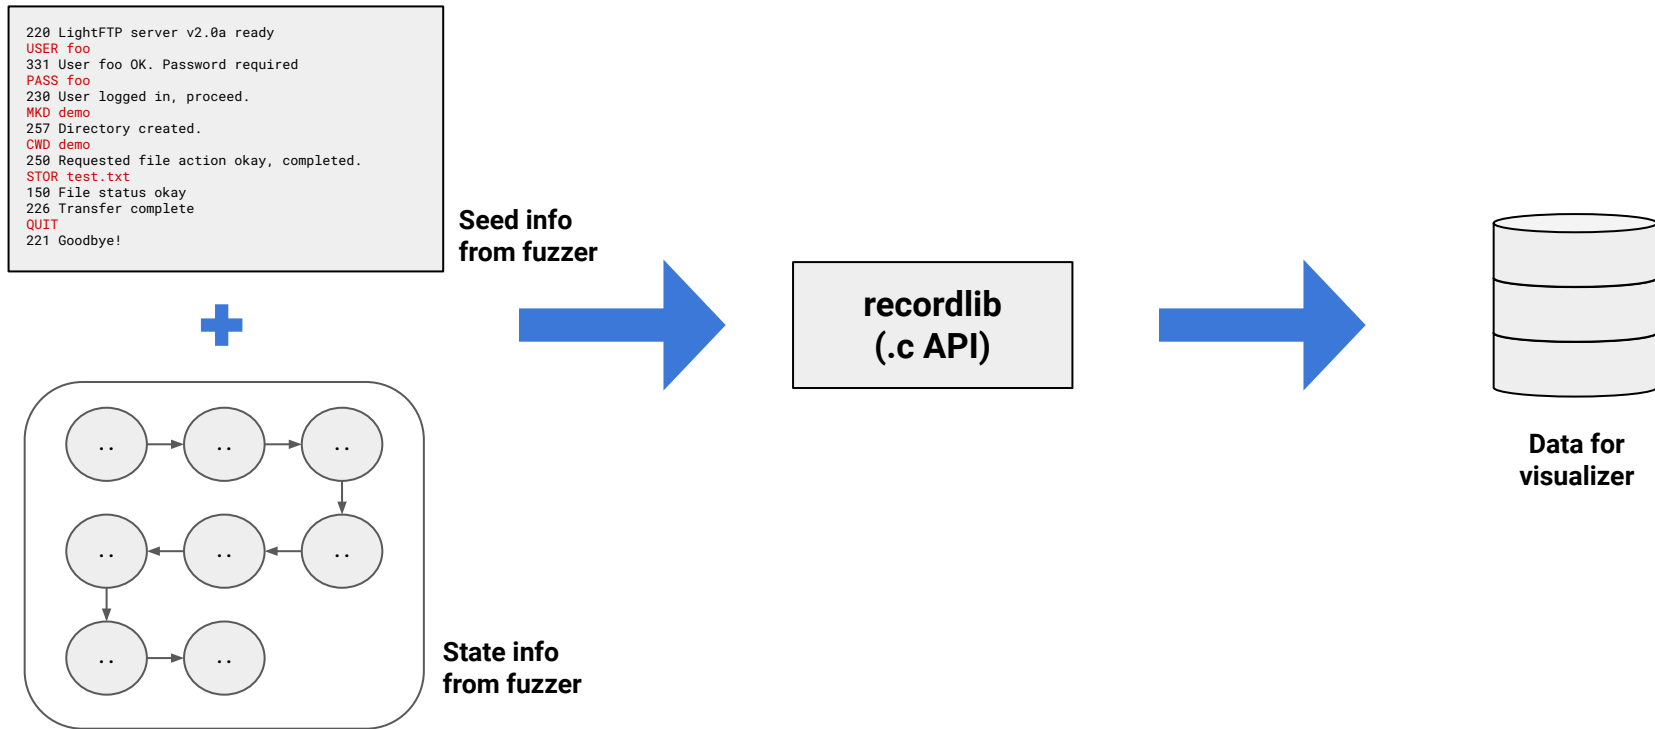 220 LightFTP server v2.0a ready
USER foo
331 User foo OK. Password required
PASS foo
230 User logged in, proceed.
MKD demo
257 Directory created.
CWD demo
250 Requested file action okay, completed.
STOR test.txt
150 File status okay
226 Transfer complete
QUIT
221 Goodbye!
Seed info
from fuzzer
recordlib
(.c API)
Data for
visualizer
..
..
..
..
..
..
..
..
State info
from fuzzer